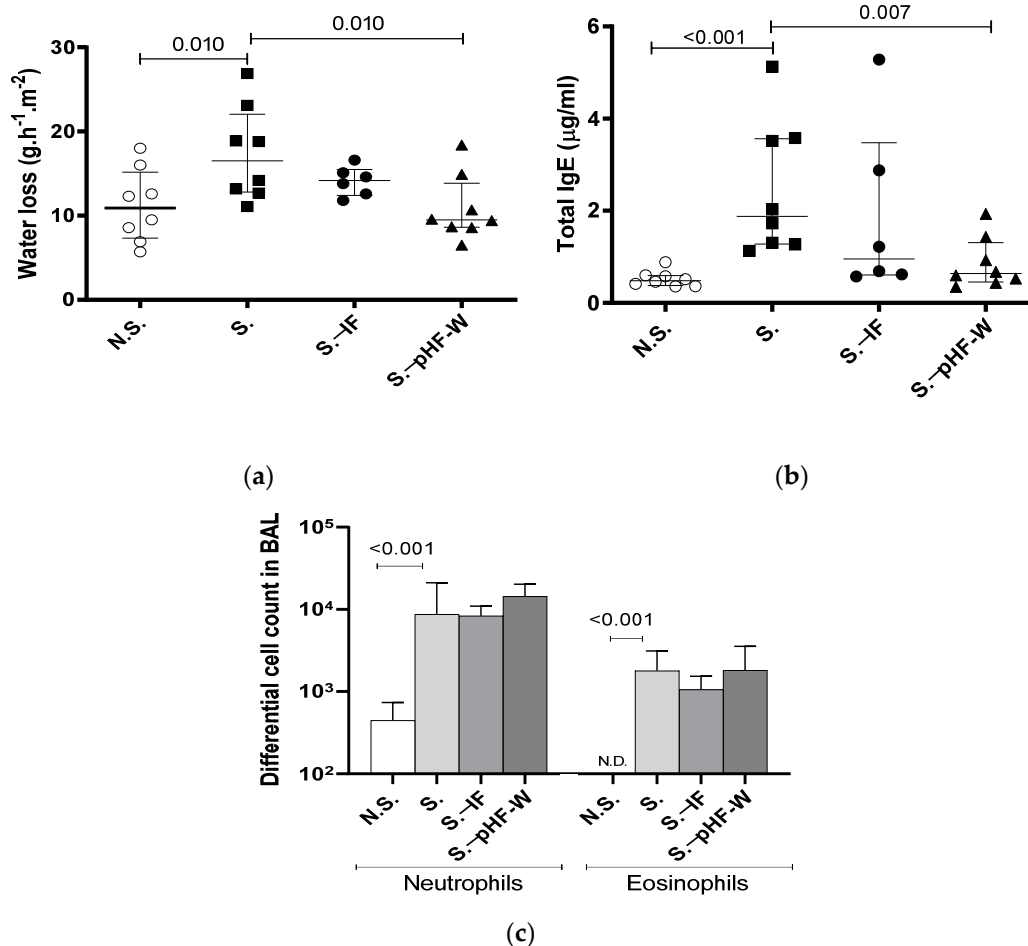 0.010
0.010
Water loss (g.h⁻¹.m⁻²)
30
20
10
0
N.S.
S.
S.–IF
S.–pHF-W
(a)
0.007
<0.001
Total IgE (µg/ml)
6
4
2
0
N.S.
S.
S.–IF
S.–pHF-W
(b)
Differential cell count in BAL
10⁵
10⁴
10³
10²
<0.001
<0.001
N.D.
N.S.
S.
S.–IF
S.–pHF-W
N.S.
S.
S.–IF
S.–pHF-W
Neutrophils
Eosinophils
(c)